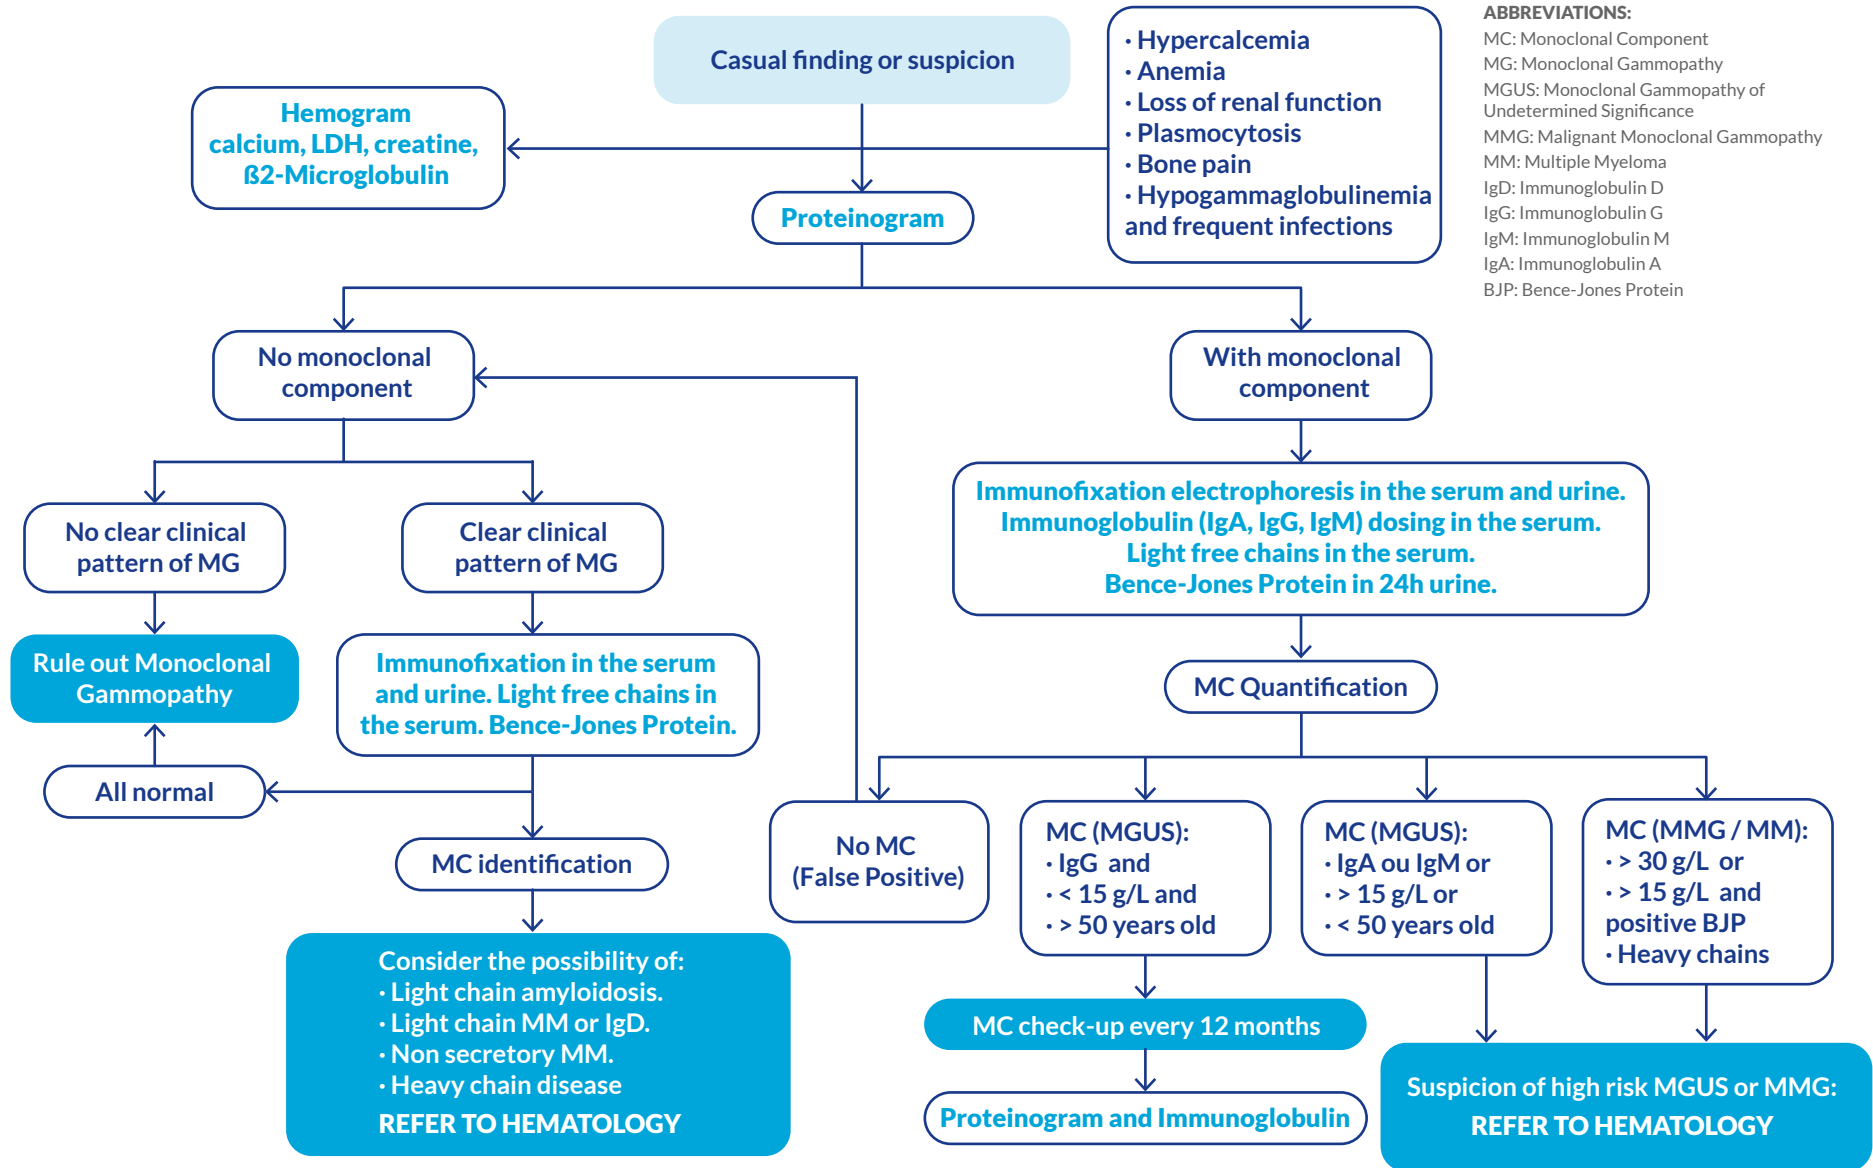 Casual finding or suspicion
· Hypercalcemia
· Anemia
· Loss of renal function
· Plasmocytosis
· Bone pain
· Hypogammaglobulinemia
and frequent infections
ABBREVIATIONS:
MC: Monoclonal Component
MG: Monoclonal Gammopathy
MGUS: Monoclonal Gammopathy of
Undetermined Significance
MMG: Malignant Monoclonal Gammopathy
MM: Multiple Myeloma
IgD: Immunoglobulin D
IgG: Immunoglobulin G
IgM: Immunoglobulin M
IgA: Immunoglobulin A
BJP: Bence-Jones Protein
Hemogram
calcium, LDH, creatine,
ß2-Microglobulin
Proteinogram
No monoclonal
component
With monoclonal
component
No clear clinical
pattern of MG
Clear clinical
pattern of MG
Immunofixation electrophoresis in the serum and urine.
Immunoglobulin (IgA, IgG, IgM) dosing in the serum.
Light free chains in the serum.
Bence-Jones Protein in 24h urine.
Rule out Monoclonal
Gammopathy
Immunofixation in the serum
and urine. Light free chains in
the serum. Bence-Jones Protein.
MC Quantification
All normal
MC identification
No MC
(False Positive)
MC (MGUS):
· IgG and
· < 15 g/L and
· > 50 years old
MC (MGUS):
· IgA ou IgM or
· > 15 g/L or
· < 50 years old
MC (MMG / MM):
· > 30 g/L or
· > 15 g/L and
positive BJP
· Heavy chains
Consider the possibility of:
· Light chain amyloidosis.
· Light chain MM or IgD.
· Non secretory MM.
· Heavy chain disease
REFER TO HEMATOLOGY
MC check-up every 12 months
Proteinogram and Immunoglobulin
Suspicion of high risk MGUS or MMG:
REFER TO HEMATOLOGY